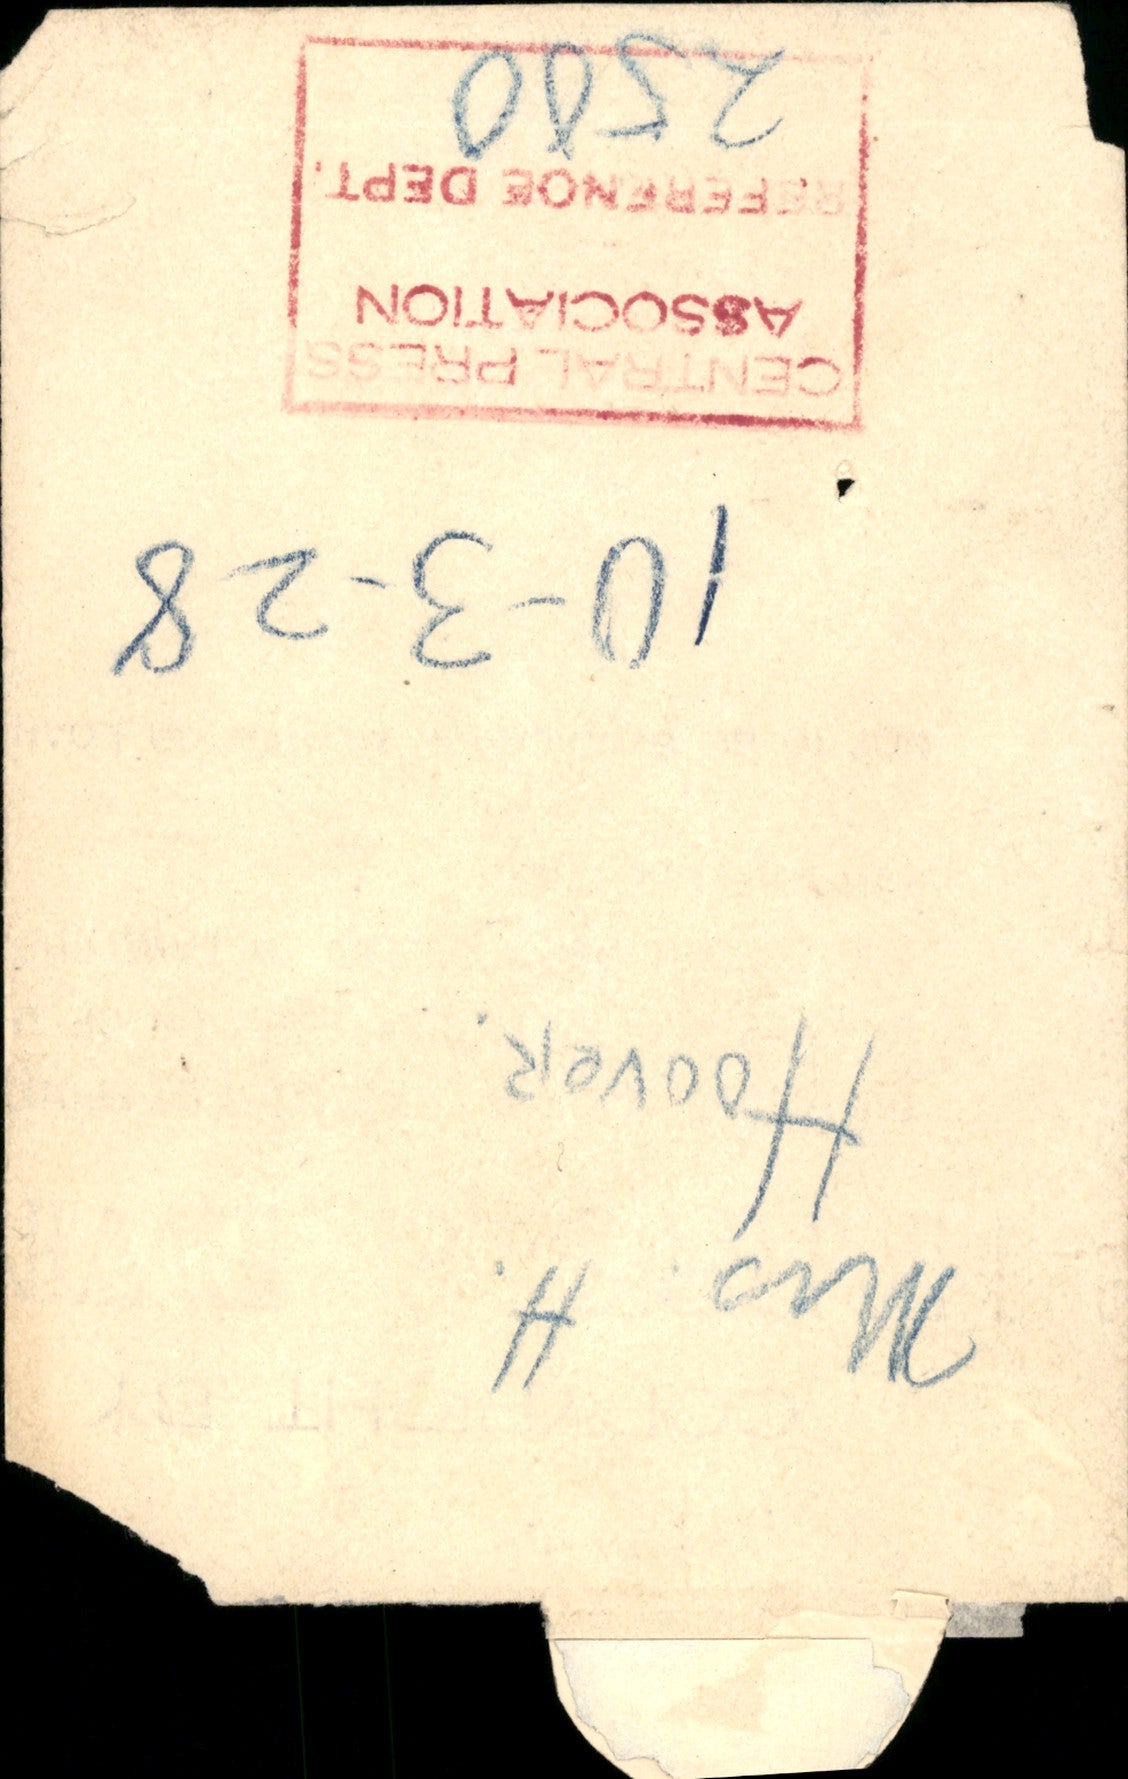 Mrs. H.
Hoover.
10-3-28
CENTRAL PRESS
ASSOCIATION
REFERENCE DEPT.
2500